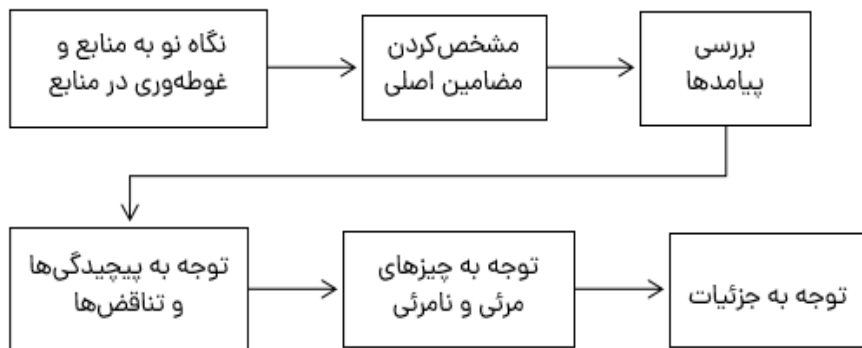 نگاه نو به منابع و
غوطه‌وری در منابع
مشخص‌کردن
مضامین اصلی
بررسی
پیامدها
توجه به پیچیدگی‌ها
و تناقض‌ها
توجه به چیزهای
مرئی و نامرئی
توجه به جزئیات